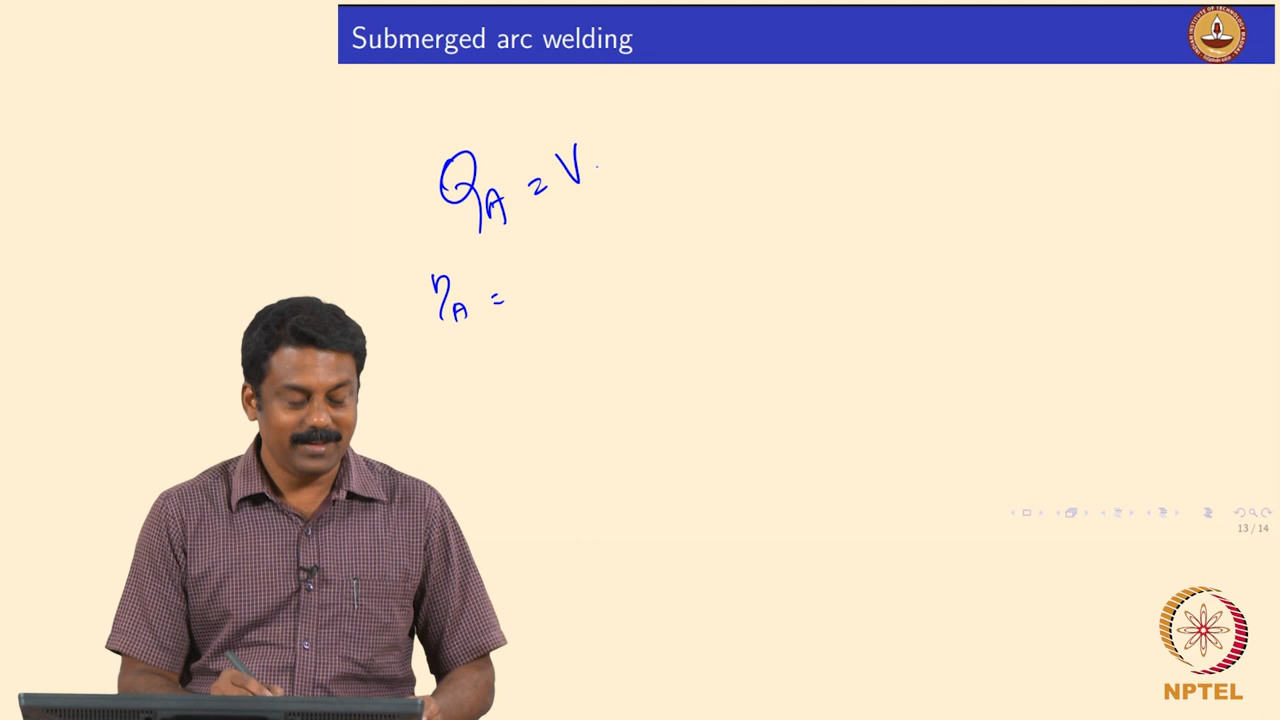 Submerged arc welding
Q_A = V.
η_A =
13 / 14
NPTEL